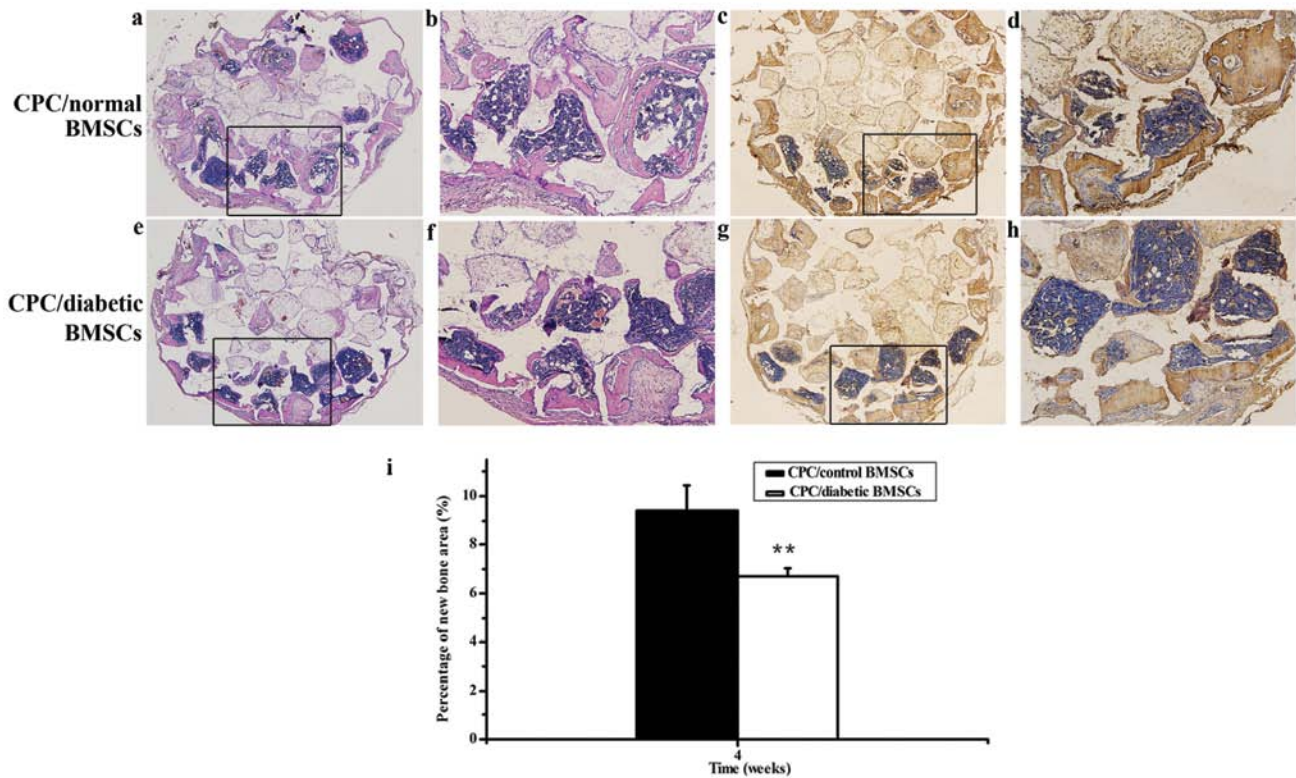 a
b
c
d
CPC/normal
BMSCs
e
f
g
h
CPC/diabetic
BMSCs
i
CPC/control BMSCs
CPC/diabetic BMSCs
Percentage of new bone area (%)
10
8
6
4
2
0
**
4
Time (weeks)